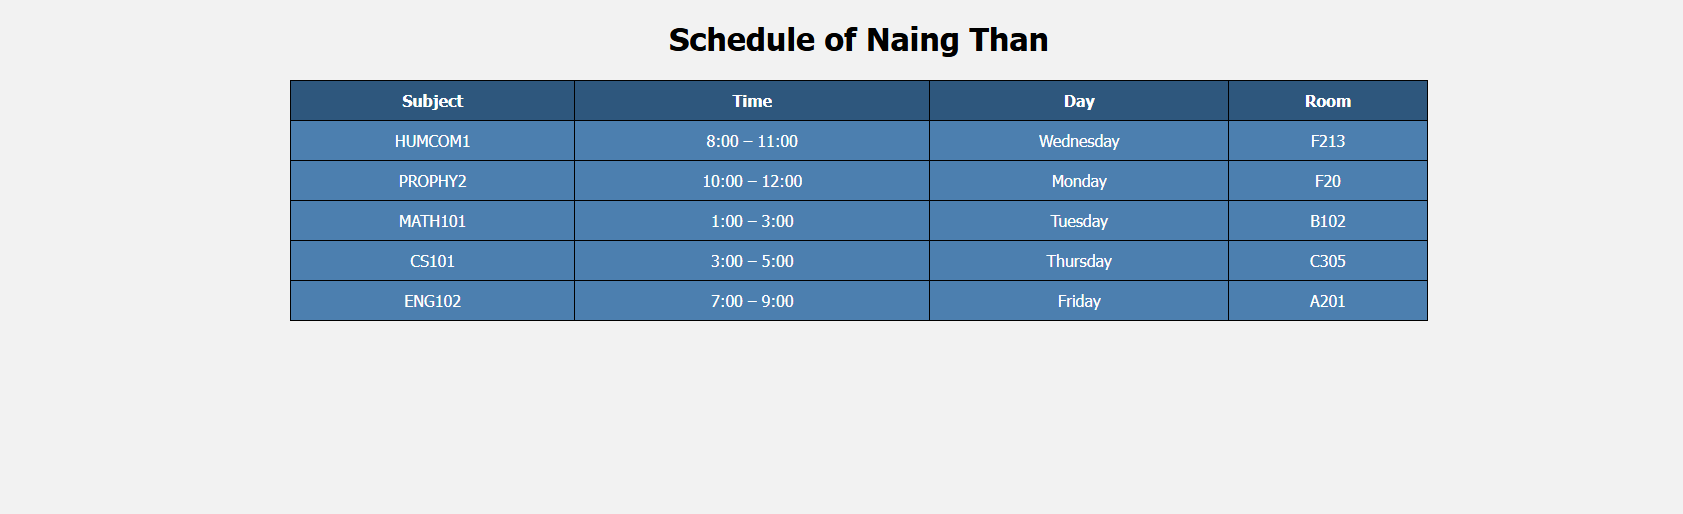 Schedule of Naing Than
Subject Time Day Room
HUMCOM1 8:00 – 11:00 Wednesday F213
PROPHY2 10:00 – 12:00 Monday F20
MATH101 1:00 – 3:00 Tuesday B102
CS101 3:00 – 5:00 Thursday C305
ENG102 7:00 – 9:00 Friday A201